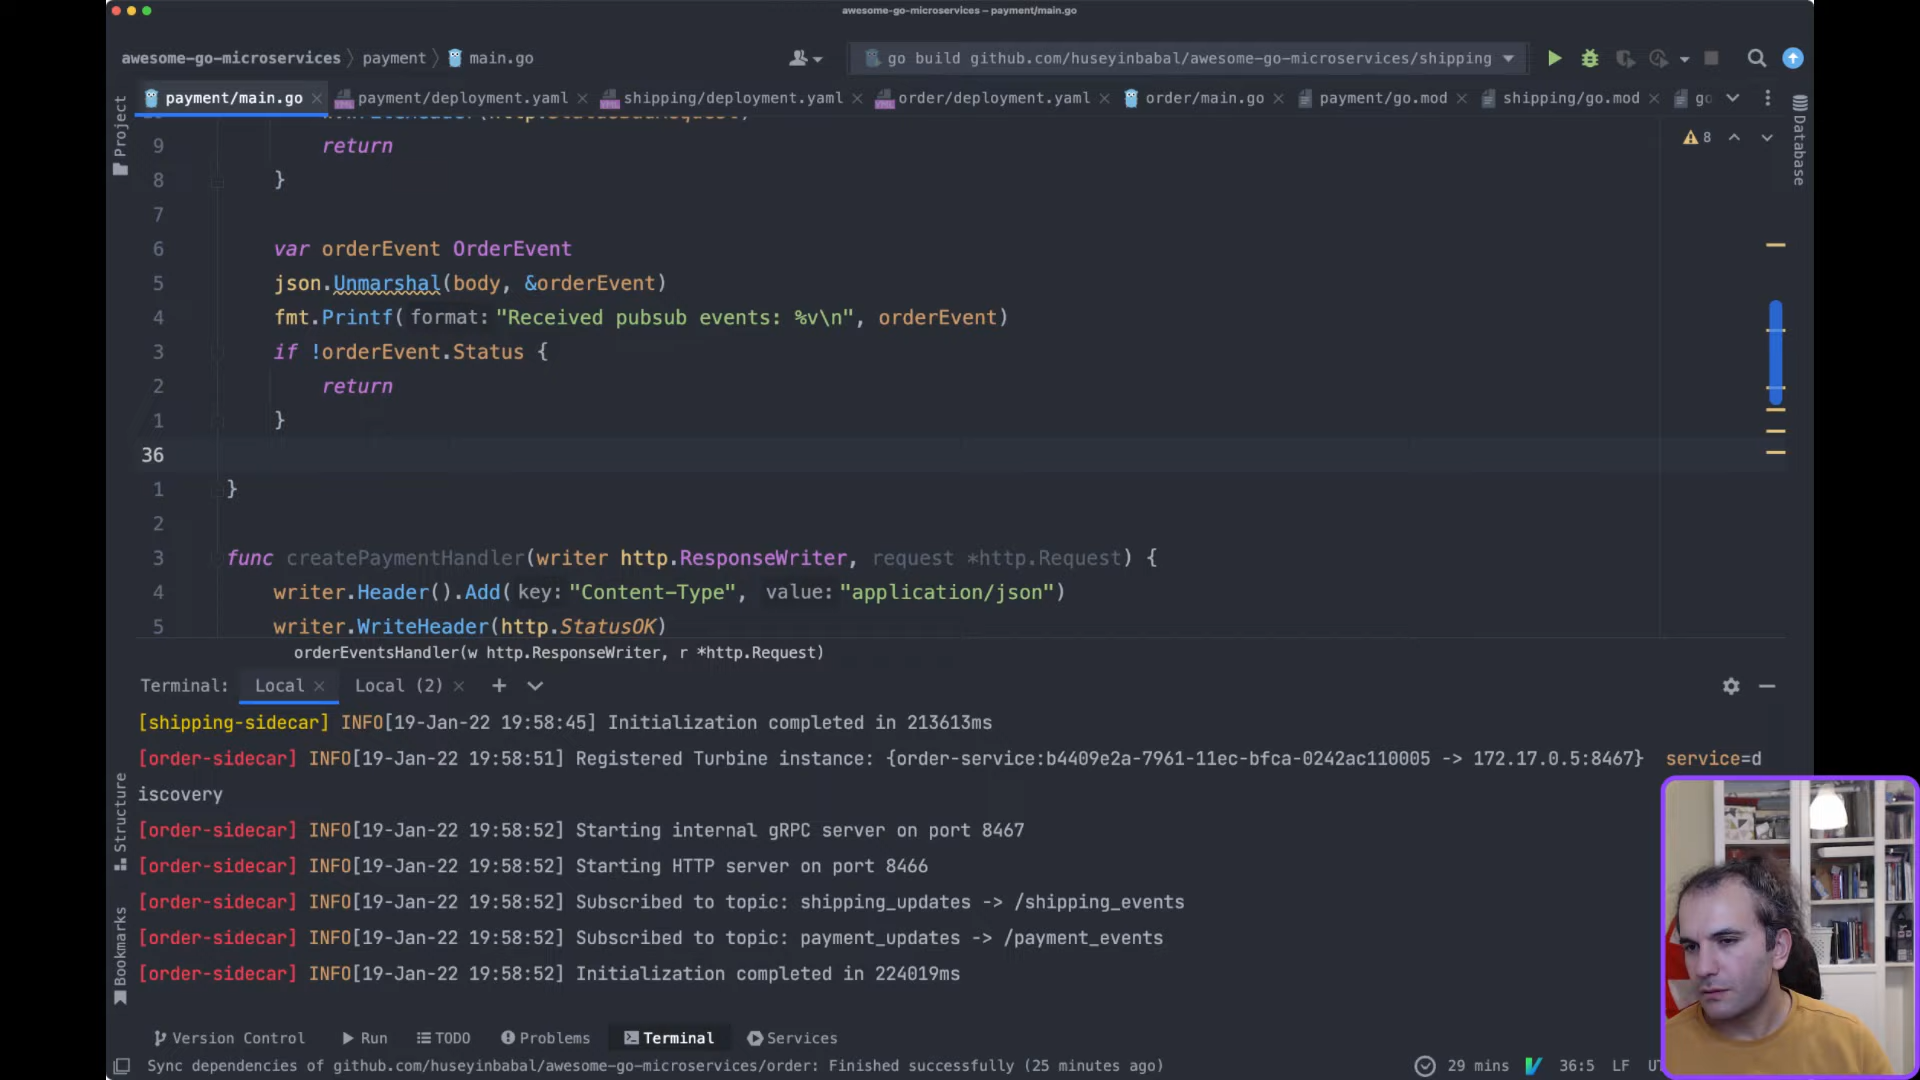 awesome-go-microservices – payment/main.go
awesome-go-microservices 〉 payment 〉 main.go
go build github.com/huseyinbabal/awesome-go-microservices/shipping
payment/main.go payment/deployment.yaml shipping/deployment.yaml order/deployment.yaml order/main.go payment/go.mod shipping/go.mod go
Project
Database
8
9 return
8 }
7
6 var orderEvent OrderEvent
5 json.Unmarshal(body, &orderEvent)
4 fmt.Printf( format: "Received pubsub events: %v\n", orderEvent)
3 if !orderEvent.Status {
2 return
1 }
36
1 }
2
3 func createPaymentHandler(writer http.ResponseWriter, request *http.Request) {
4 writer.Header().Add( key: "Content-Type", value: "application/json")
5 writer.WriteHeader(http.StatusOK)
orderEventsHandler(w http.ResponseWriter, r *http.Request)
Terminal: Local Local (2)
[shipping-sidecar] INFO[19-Jan-22 19:58:45] Initialization completed in 213613ms
[order-sidecar] INFO[19-Jan-22 19:58:51] Registered Turbine instance: {order-service:b4409e2a-7961-11ec-bfca-0242ac110005 -> 172.17.0.5:8467} service=d
iscovery
[order-sidecar] INFO[19-Jan-22 19:58:52] Starting internal gRPC server on port 8467
[order-sidecar] INFO[19-Jan-22 19:58:52] Starting HTTP server on port 8466
[order-sidecar] INFO[19-Jan-22 19:58:52] Subscribed to topic: shipping_updates -> /shipping_events
[order-sidecar] INFO[19-Jan-22 19:58:52] Subscribed to topic: payment_updates -> /payment_events
[order-sidecar] INFO[19-Jan-22 19:58:52] Initialization completed in 224019ms
Structure
Bookmarks
Version Control Run TODO Problems Terminal Services
Sync dependencies of github.com/huseyinbabal/awesome-go-microservices/order: Finished successfully (25 minutes ago)
29 mins 36:5 LF